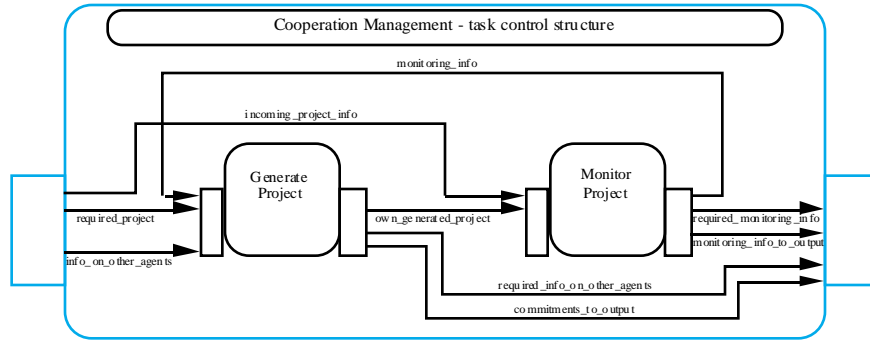 Cooperation Management - task control structure
monitoring_info
incoming_project_info
Generate
Project
Monitor
Project
required_project
own_generated_project
required_monitoring_info
monitoring_info_to_output
info_on_other_agents
required_info_on_other_agents
commitments_to_output